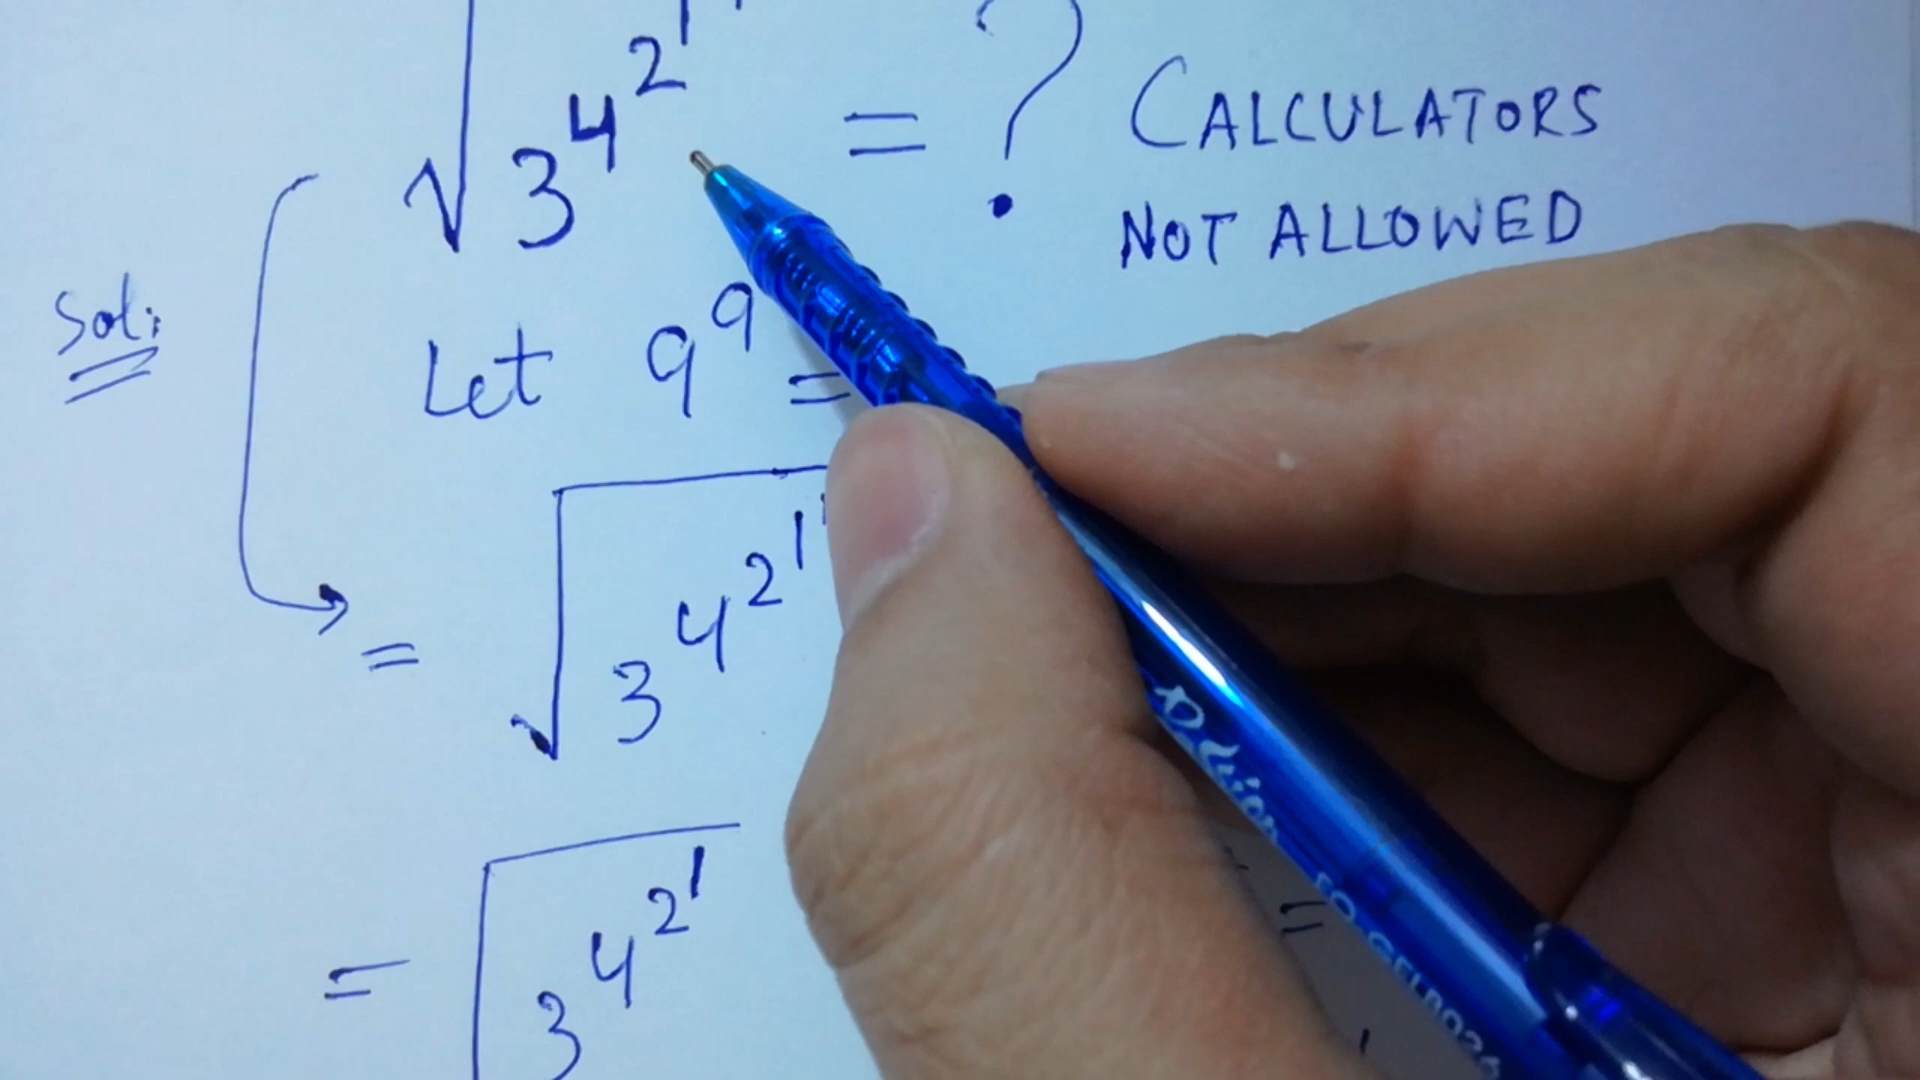 √3^4^2^1 = ? CALCULATORS
NOT ALLOWED
Sol:
Let 9^9 =
= √3^4^2^1
= √3^4^2^1